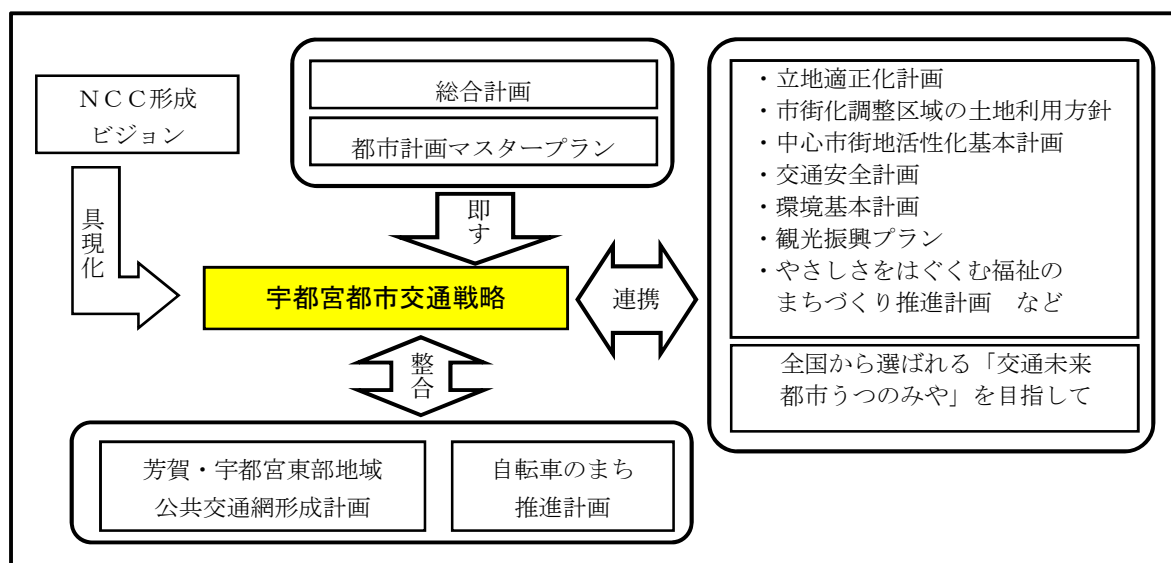 ＮＣＣ形成
ビジョン
具現化
総合計画
都市計画マスタープラン
即す
宇都宮都市交通戦略
連携
・立地適正化計画
・市街化調整区域の土地利用方針
・中心市街地活性化基本計画
・交通安全計画
・環境基本計画
・観光振興プラン
・やさしさをはぐくむ福祉の
まちづくり推進計画　など
全国から選ばれる「交通未来
都市うつのみや」を目指して
整合
芳賀・宇都宮東部地域
公共交通網形成計画
自転車のまち
推進計画